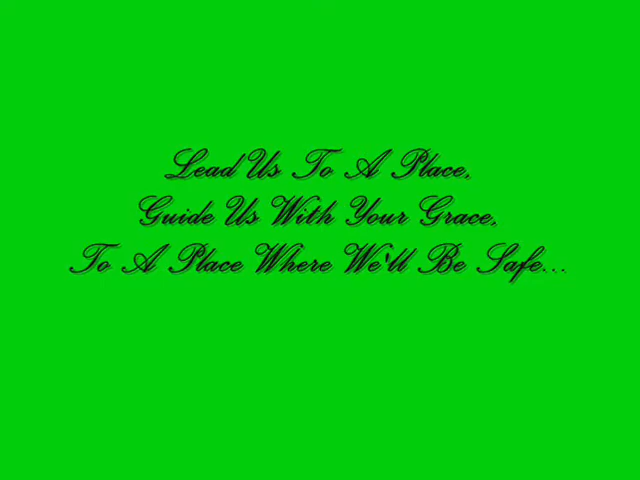 Lead Us To A Place,
Guide Us With Your Grace,
To A Place Where We'll Be Safe...